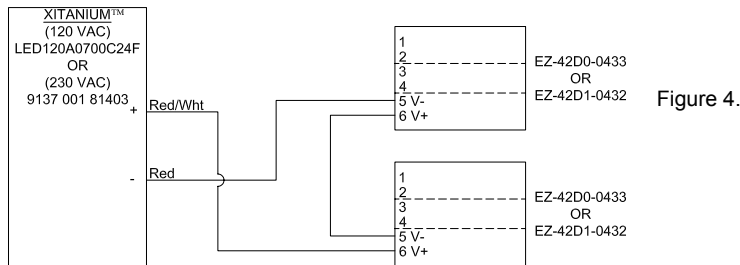 XITANIUM™
(120 VAC)
LED120A0700C24F
OR
(230 VAC)
9137 001 81403
+
Red/Wht
-
Red
1
2
3
4
5 V-
6 V+
EZ-42D0-0433
OR
EZ-42D1-0432
Figure 4.
1
2
3
4
5 V-
6 V+
EZ-42D0-0433
OR
EZ-42D1-0432